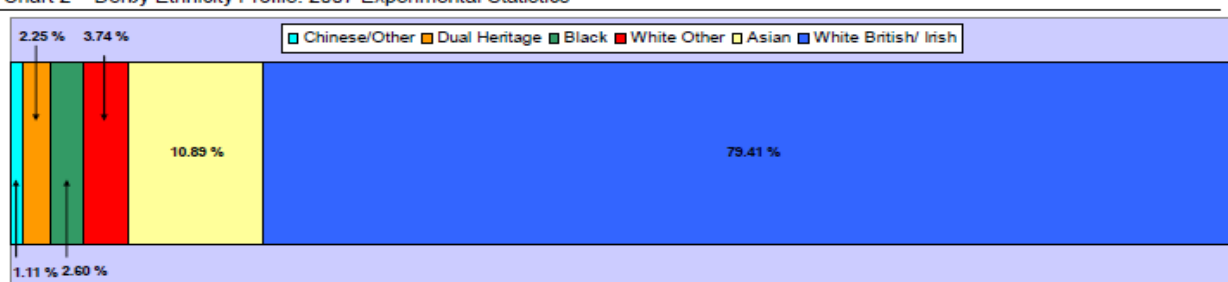 Chart 2 – Derby Ethnicity Profile: 2007 Experimental Statistics
2.25 % 3.74 % Chinese/Other Dual Heritage Black White Other Asian White British/ Irish
10.89 % 79.41 %
1.11 % 2.60 %